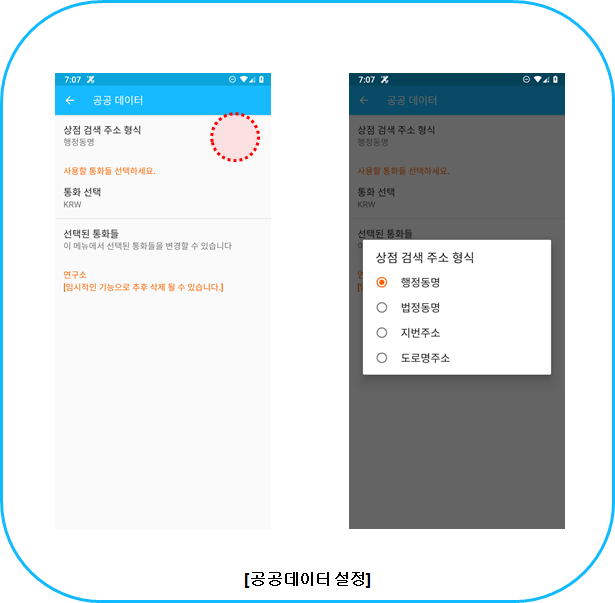 7:07
공공 데이터
상점 검색 주소 형식
행정동명
사용할 통화들 선택하세요.
통화 선택
KRW
선택된 통화들
이 메뉴에서 선택된 통화들을 변경할 수 있습니다
연구소
[임시적인 기능으로 추후 삭제 될 수 있습니다.]
7:07
공공 데이터
상점 검색 주소 형식
행정동명
사용할 통화들 선택하세요.
통화 선택
KRW
선택된 통화들
상점 검색 주소 형식
행정동명
법정동명
지번주소
도로명주소
[공공데이터 설정]